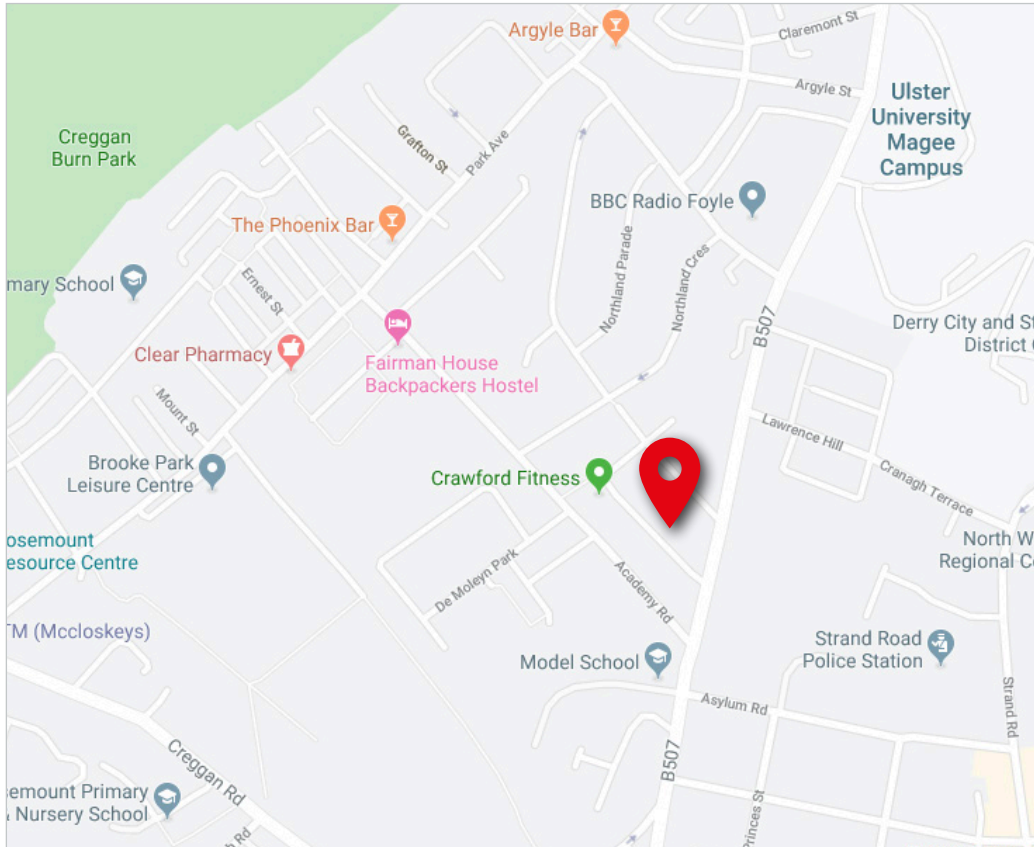 Argyle Bar
Claremont St
Argyle St
Ulster
University
Magee
Campus
Creggan
Burn Park
Grafton St
Park Ave
BBC Radio Foyle
The Phoenix Bar
Northland Parade
Northland Cres
mary School
Ernest St
B507
Derry City and St
District C
Clear Pharmacy
Fairman House
Backpackers Hostel
Mount St
Lawrence Hill
Brooke Park
Leisure Centre
Crawford Fitness
Cranagh Terrace
osemount
esource Centre
North W
Regional Co
De Moleyn Park
Academy Rd
TM (Mccloskeys)
Strand Road
Police Station
Model School
Asylum Rd
Strand Rd
Creggan Rd
B507
semount Primary
& Nursery School
Princes St
h Rd